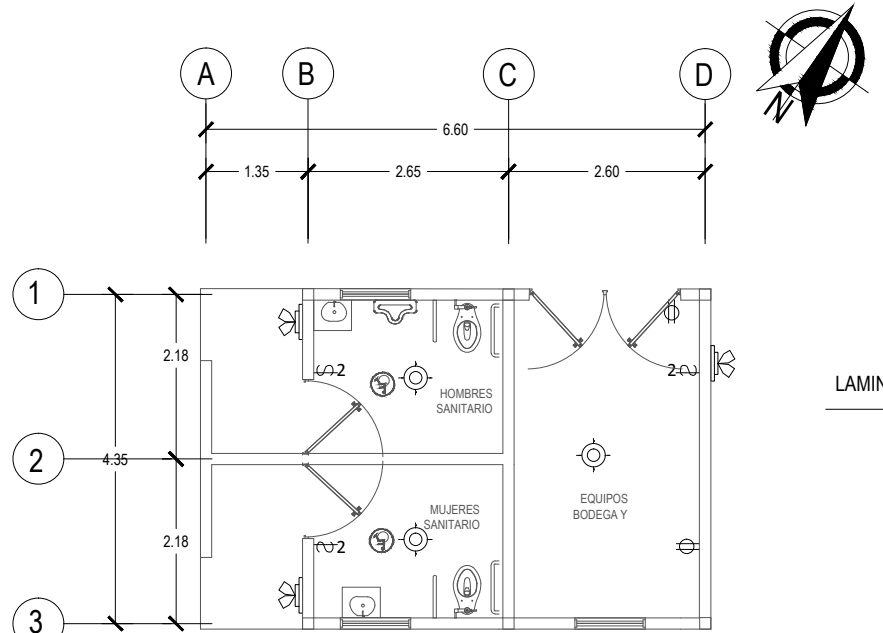 A B C D
6.60
1.35 2.65 2.60
N
1
2.18
2
2
HOMBRES
SANITARIO
LAMIN
2
4.35
MUJERES
SANITARIO
EQUIPOS
BODEGA Y
2.18
2
3